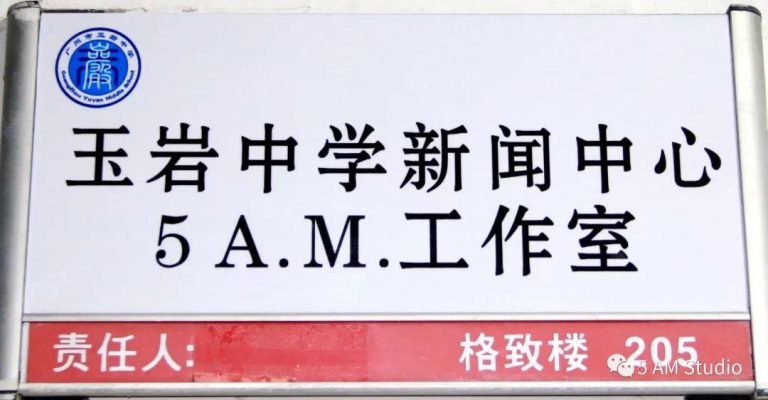 广州市玉岩中学
GuangZhou Yuyan Middle School
玉岩中学新闻中心
5 A.M.工作室
责任人: 格致楼 205
5 AM Studio